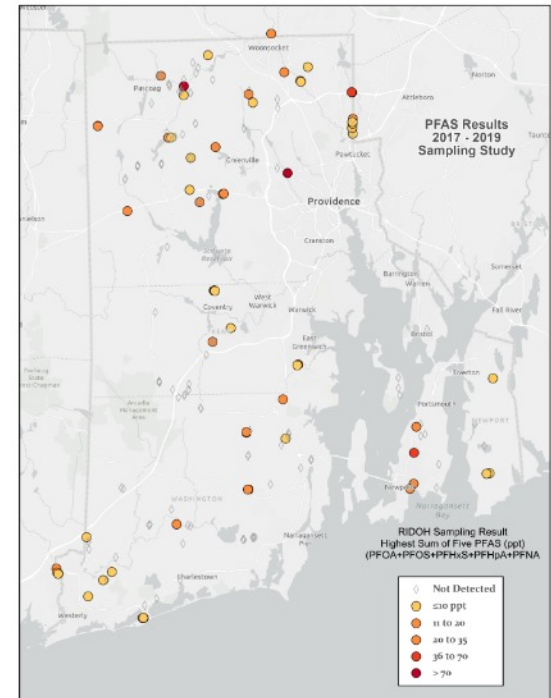 Woonsocket
Pascoag
Norton
Attleboro
PFAS Results
2017 - 2019
Sampling Study
Greenville
Pawtucket
Providence
Cranston
Barrington
Warren
Somerset
Coventry
West
Warwick
Warwick
Fall River
East
Greenwich
Bristol
Tiverton
Portsmouth
NEWPORT
Newport
WASHINGTON
Narragansett
Bay
Narragansett
Pier
Charlestown
Westerly
RIDOH Sampling Result
Highest Sum of Five PFAS (ppt)
(PFOA+PFOS+PFHxS+PFHpA+PFNA
Not Detected
≤10 ppt
11 to 20
20 to 35
36 to 70
> 70